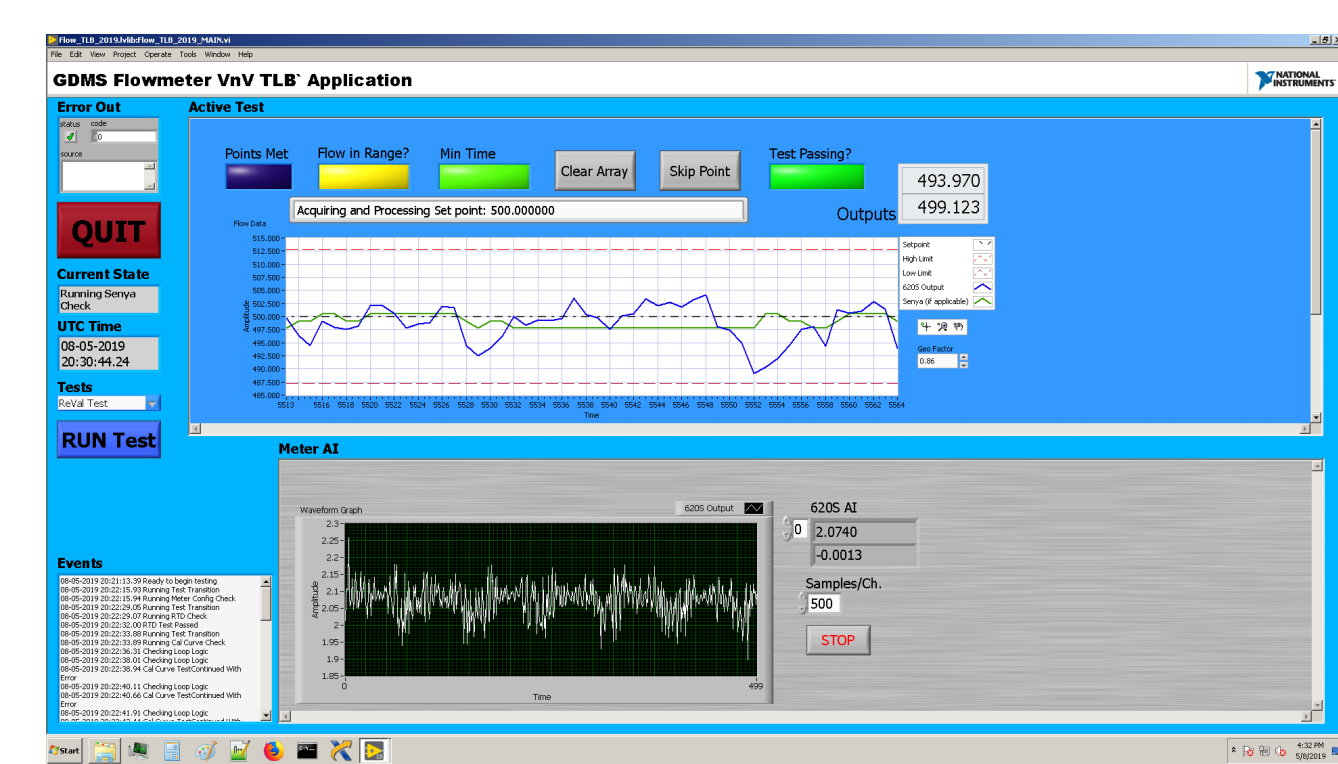 Flow_TLB_2019.lvlib:Flow_TLB_2019_MAIN.vi
File Edit View Project Operate Tools Window Help
GDMS Flowmeter VnV TLB` Application
NATIONAL
INSTRUMENTS
Error Out
status code
0
source
QUIT
Current State
Running Senya
Check
UTC Time
08-05-2019
20:30:44.24
Tests
ReVal Test
RUN Test
Active Test
Points Met Flow in Range? Min Time Clear Array Skip Point Test Passing?
493.970
Acquiring and Processing Set point: 500.000000
Outputs 499.123
Flow Data
515.000
512.500
510.000
507.500
505.000
502.500
500.000
497.500
495.000
492.500
490.000
487.500
485.000
Amplitude
5513 5516 5518 5520 5522 5524 5526 5528 5530 5532 5534 5536 5538 5540 5542 5544 5546 5548 5550 5552 5554 5556 5558 5560 5562 5564
Time
Setpoint
High Limit
Low Limit
620S Output
Senya (if applicable)
Geo Factor
0.86
Meter AI
Waveform Graph
620S Output
2.3
2.25
2.2
2.15
2.1
2.05
2
1.95
1.9
1.85
Amplitude
0 499
Time
620S AI
0 2.0740
-0.0013
Samples/Ch.
500
STOP
Events
08-05-2019 20:21:13.39 Ready to begin testing
08-05-2019 20:22:15.93 Running Test Transition
08-05-2019 20:22:15.94 Running Meter Config Check
08-05-2019 20:22:29.05 Running Test Transition
08-05-2019 20:22:29.07 Running RTD Check
08-05-2019 20:22:32.00 RTD Test Passed
08-05-2019 20:22:33.88 Running Test Transition
08-05-2019 20:22:33.89 Running Cal Curve Check
08-05-2019 20:22:36.31 Checking Loop Logic
08-05-2019 20:22:38.01 Checking Loop Logic
08-05-2019 20:22:38.94 Cal Curve TestContinued With
Error
08-05-2019 20:22:40.11 Checking Loop Logic
08-05-2019 20:22:40.66 Cal Curve TestContinued With
Error
08-05-2019 20:22:41.91 Checking Loop Logic
Start
4:32 PM
5/8/2019